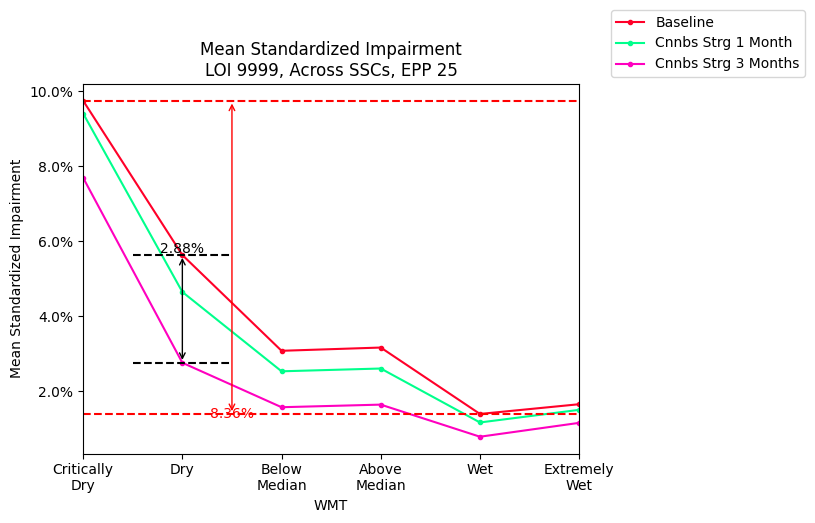 Baseline
Cnnbs Strg 1 Month
Cnnbs Strg 3 Months
Mean Standardized Impairment
LOI 9999, Across SSCs, EPP 25
10.0%
8.0%
6.0%
4.0%
2.0%
Mean Standardized Impairment
2.88%
8.36%
Critically
Dry
Dry
Below
Median
Above
Median
Wet
Extremely
Wet
WMT